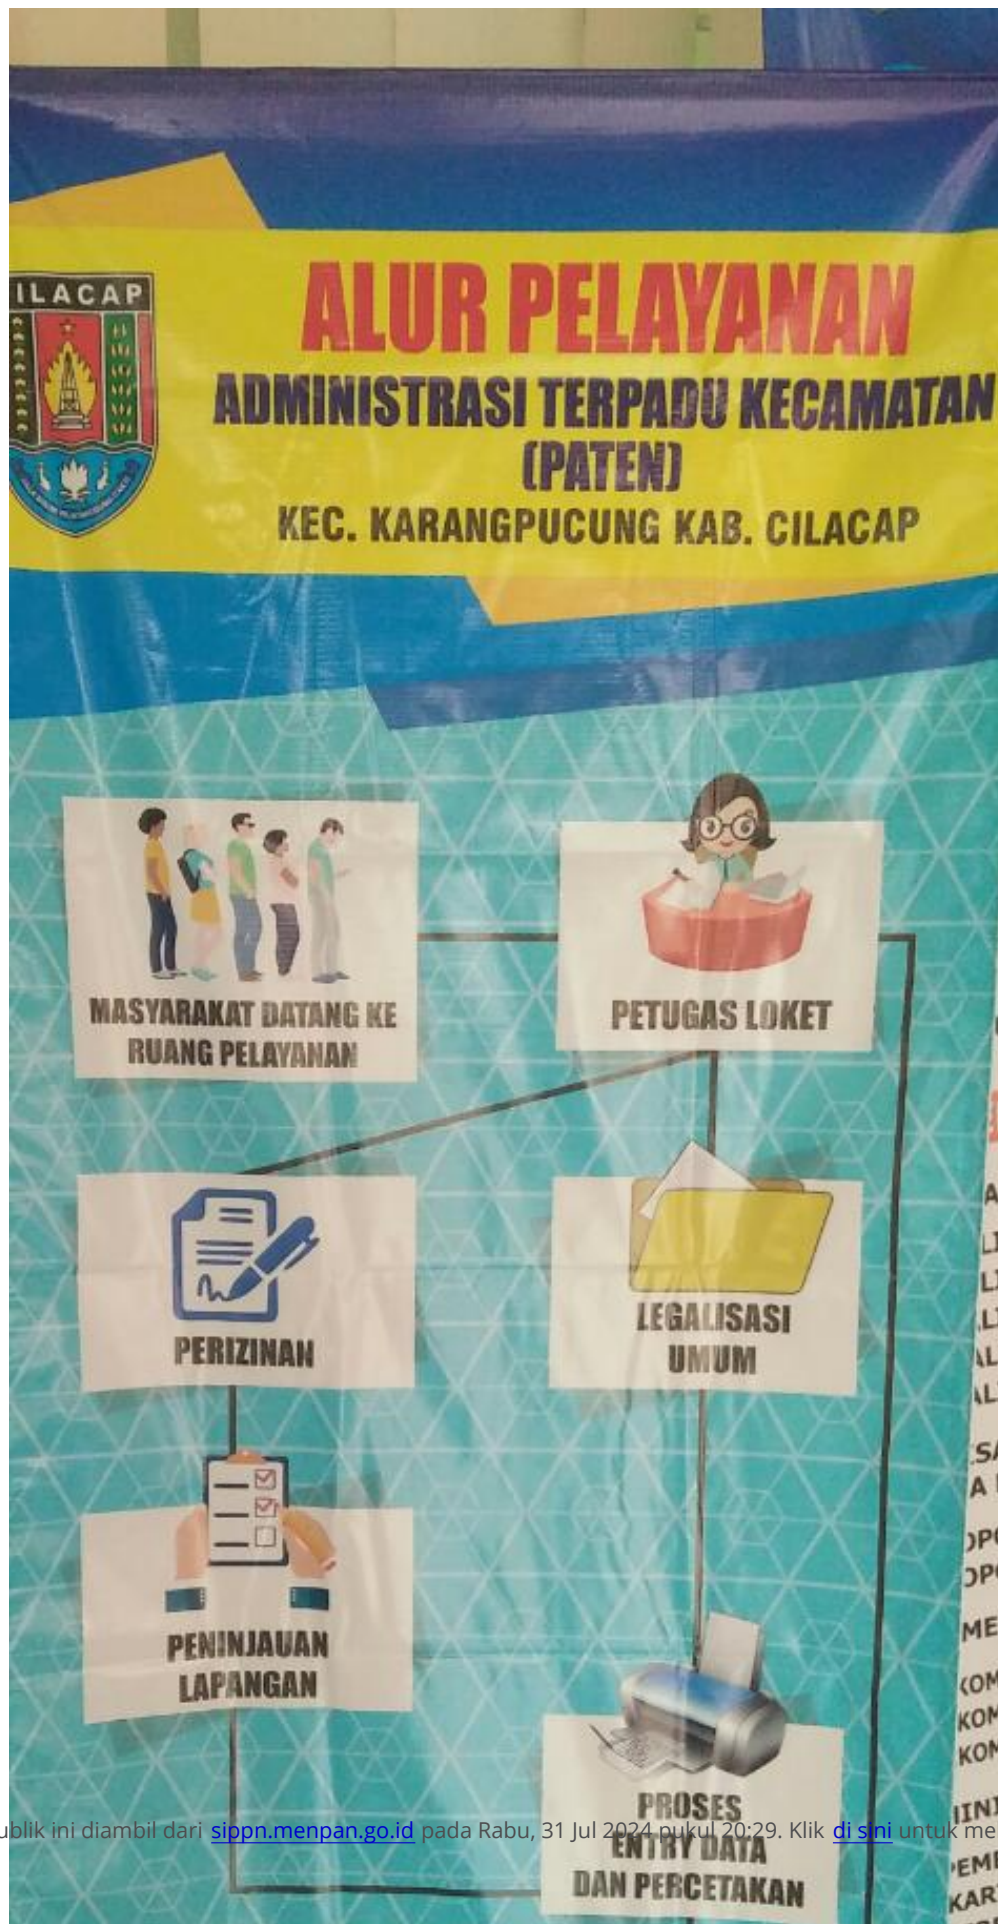 ILACAP
ALUR PELAYANAN
ADMINISTRASI TERPADU KECAMATAN
(PATEN)
KEC. KARANGPUCUNG KAB. CILACAP
MASYARAKAT DATANG KE
RUANG PELAYANAN
PETUGAS LOKET
PERIZINAN
LEGALISASI
UMUM
PENINJAUAN
LAPANGAN
PROSES
ENTRY DATA
DAN PERCETAKAN
ublik ini diambil dari sippn.menpan.go.id pada Rabu, 31 Jul 2024 pukul 20:29. Klik di sini untuk me